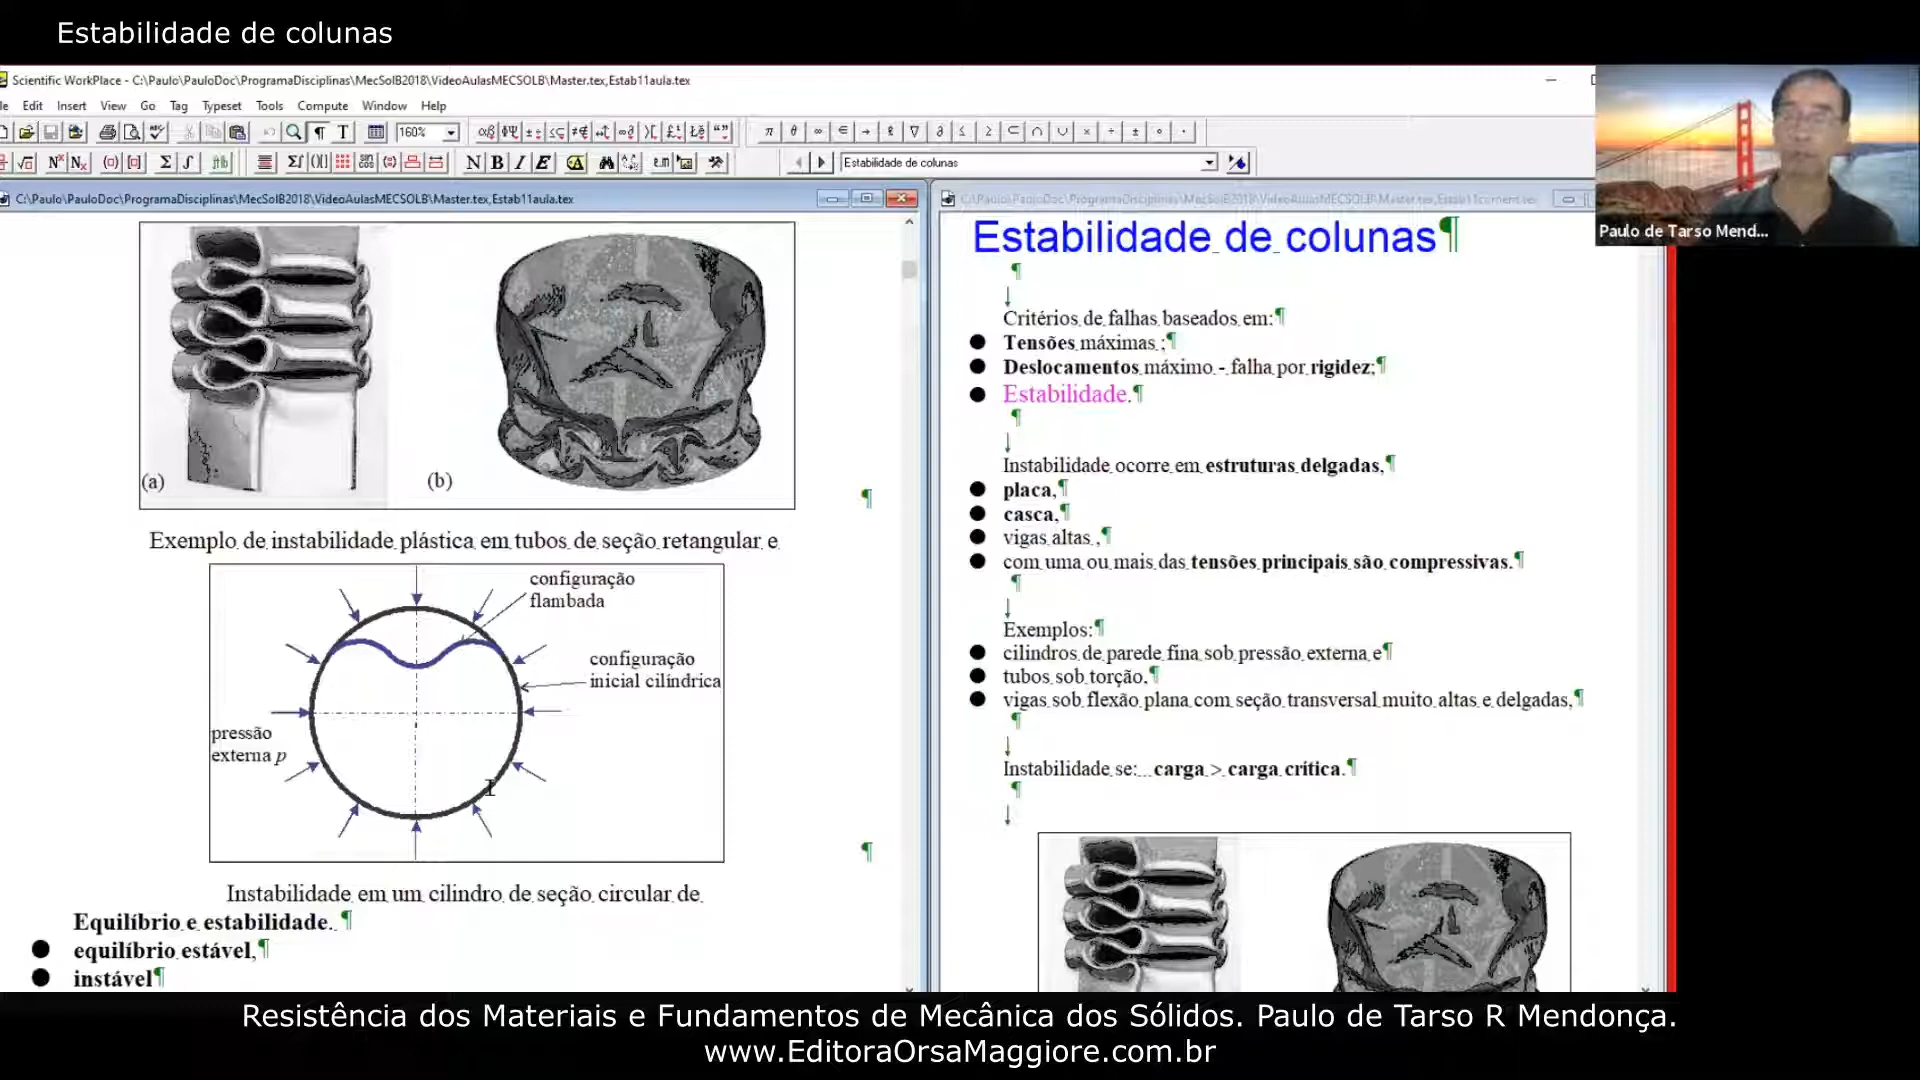 Estabilidade de colunas
Scientific WorkPlace - C:\Paulo\PauloDoc\ProgramaDisciplinas\MecSolB2018\VideoAulasMECSOLB\Master.tex,Estab11aula.tex
Edit Insert View Go Tag Typeset Tools Compute Window Help
160%
Estabilidade de colunas
C:\Paulo\PauloDoc\ProgramaDisciplinas\MecSolB2018\VideoAulasMECSOLB\Master.tex,Estab11aula.tex
(a)
(b)
Exemplo de instabilidade plástica em tubos de seção retangular e
configuração
flambada
configuração
inicial cilíndrica
pressão
externa p
Instabilidade em um cilindro de seção circular de
Equilíbrio e estabilidade.
equilíbrio estável,
instável
Estabilidade de colunas
Critérios de falhas baseados em:
Tensões máximas ;
Deslocamentos máximo - falha por rigidez;
Estabilidade.
Instabilidade ocorre em estruturas delgadas,
placa,
casca,
vigas altas ,
com uma ou mais das tensões principais são compressivas.
Exemplos:
cilindros de parede fina sob pressão externa e
tubos sob torção,
vigas sob flexão plana com seção transversal muito altas e delgadas,
Instabilidade se: carga > carga crítica.
Paulo de Tarso Mend...
Resistência dos Materiais e Fundamentos de Mecânica dos Sólidos. Paulo de Tarso R Mendonça.
www.EditoraOrsaMaggiore.com.br